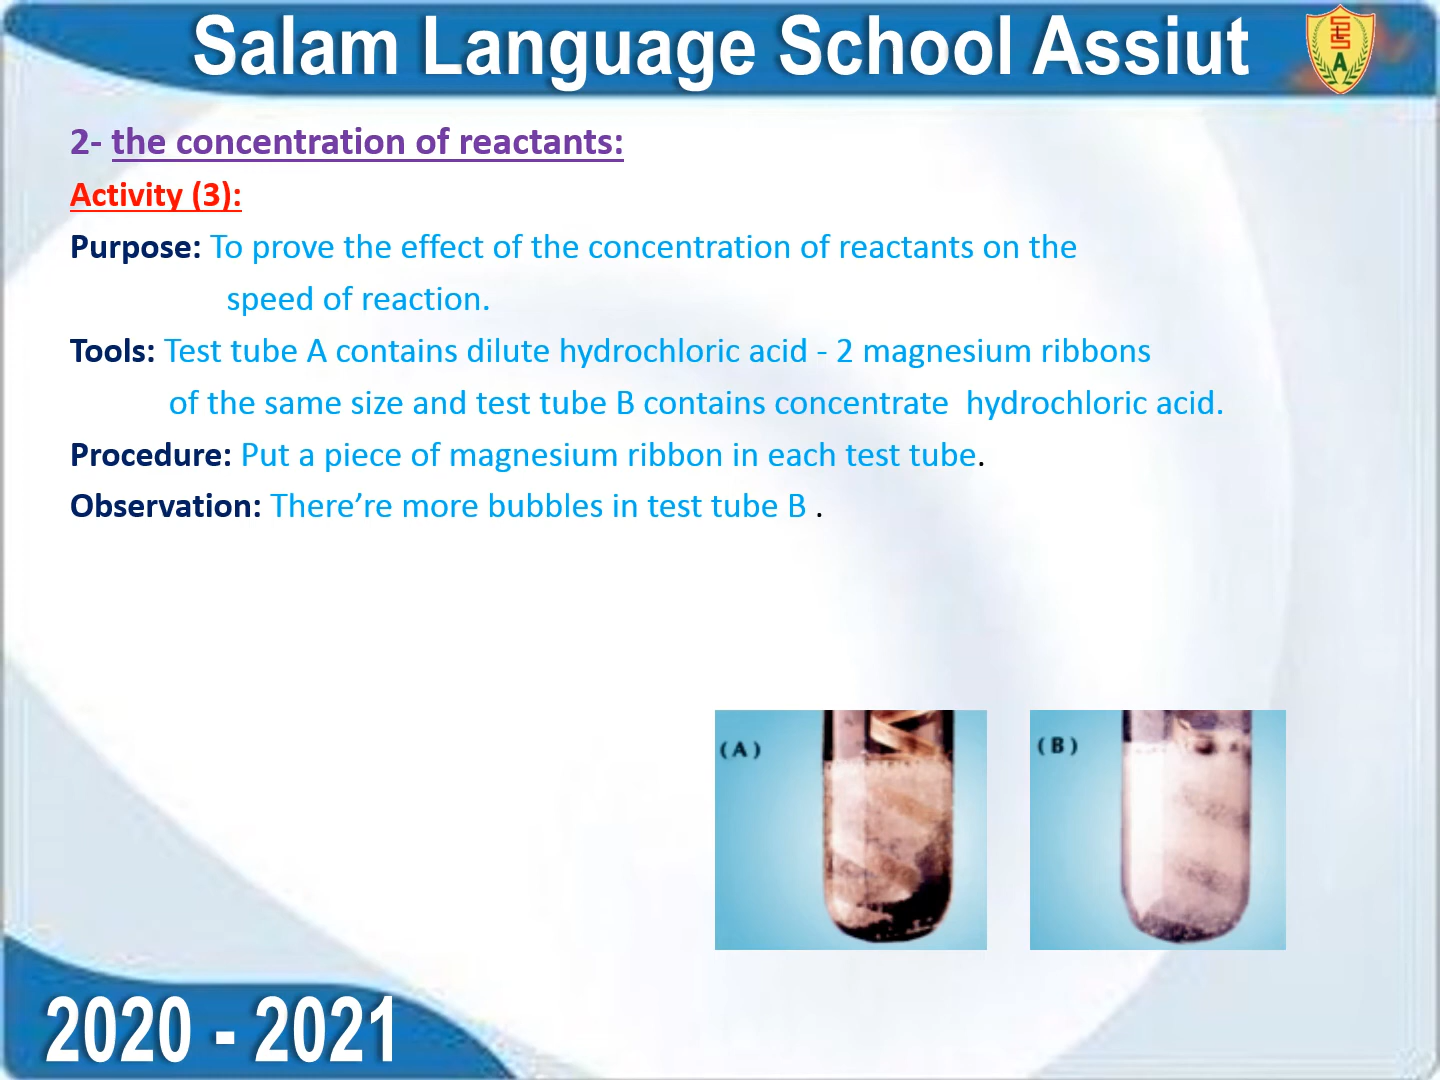 Salam Language School Assiut
SLS
A
2- the concentration of reactants:
Activity (3):
Purpose: To prove the effect of the concentration of reactants on the
speed of reaction.
Tools: Test tube A contains dilute hydrochloric acid - 2 magnesium ribbons
of the same size and test tube B contains concentrate  hydrochloric acid.
Procedure: Put a piece of magnesium ribbon in each test tube.
Observation: There’re more bubbles in test tube B .
( A )
( B )
2020 - 2021